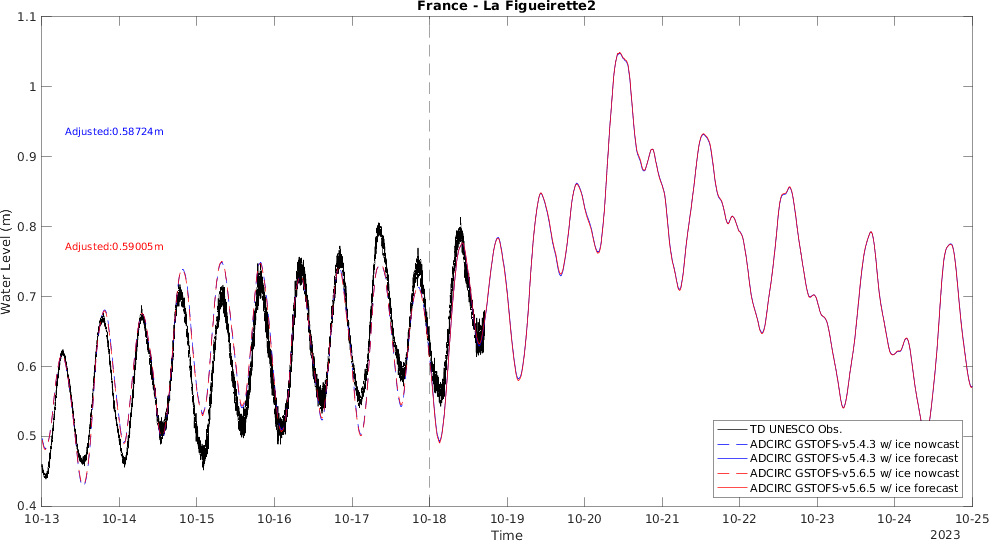 France - La Figueirette2
1.1
1
0.9
0.8
0.7
0.6
0.5
0.4
Water Level (m)
Adjusted:0.58724m
Adjusted:0.59005m
TD UNESCO Obs.
ADCIRC GSTOFS-v5.4.3 w/ ice nowcast
ADCIRC GSTOFS-v5.4.3 w/ ice forecast
ADCIRC GSTOFS-v5.6.5 w/ ice nowcast
ADCIRC GSTOFS-v5.6.5 w/ ice forecast
10-13 10-14 10-15 10-16 10-17 10-18 10-19 10-20 10-21 10-22 10-23 10-24 10-25
Time
2023